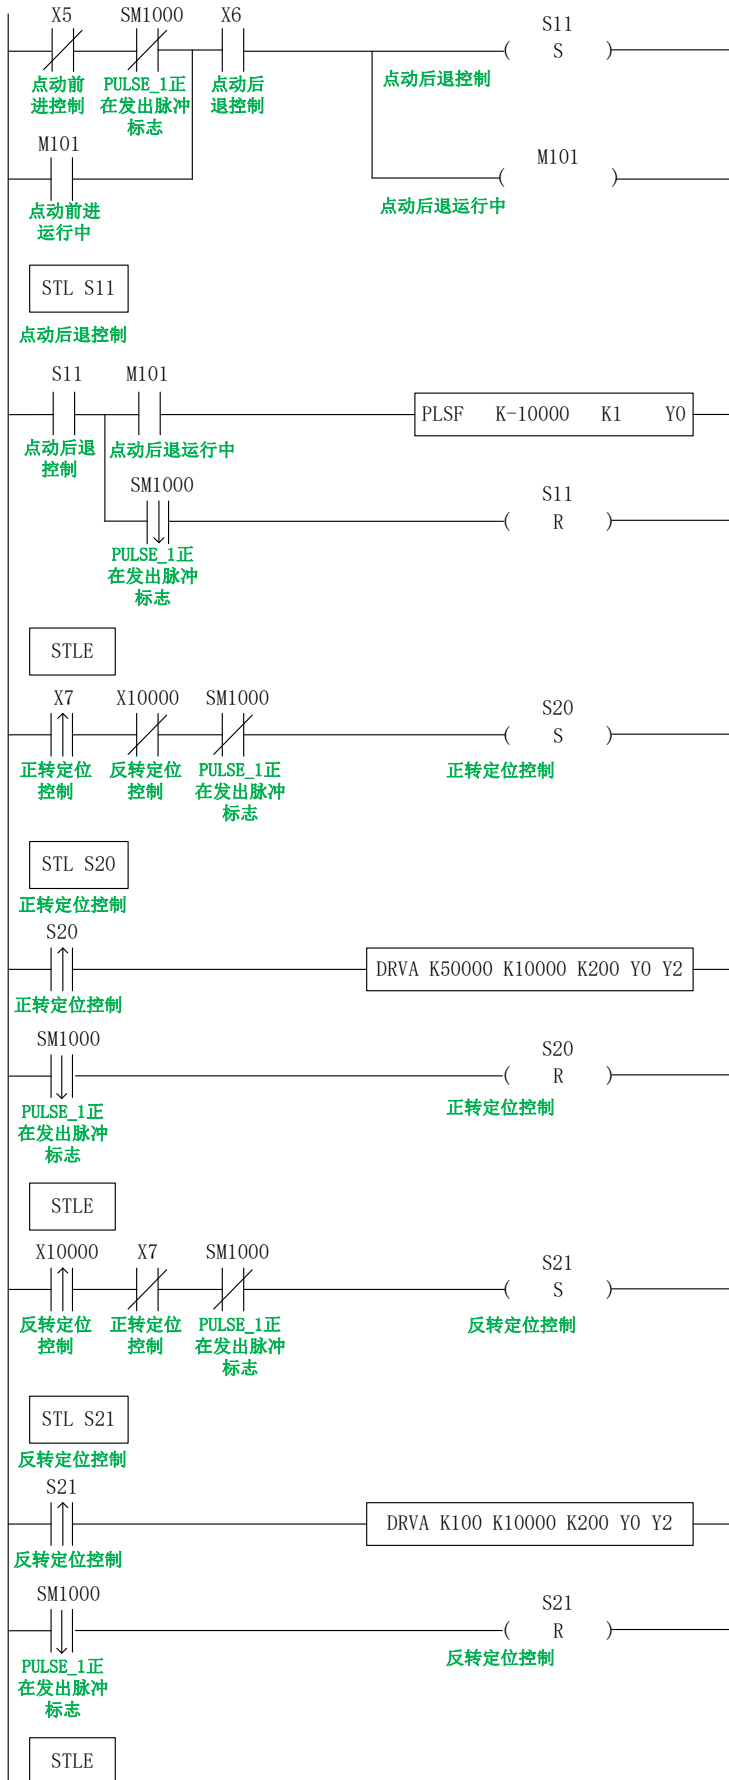 X5 SM1000 X6 S11
( S )
点动前 PULSE_1正 点动后 点动后退控制
进控制 在发出脉冲 退控制
标志
M101 M101
( )
点动前进 点动后退运行中
运行中
STL S11
点动后退控制
S11 M101
PLSF K-10000 K1 Y0
点动后退 点动后退运行中
控制
SM1000 S11
( R )
PULSE_1正
在发出脉冲
标志
STLE
X7 X10000 SM1000 S20
( S )
正转定位 反转定位 PULSE_1正 正转定位控制
控制 控制 在发出脉冲
标志
STL S20
正转定位控制
S20
DRVA K50000 K10000 K200 Y0 Y2
正转定位控制
SM1000 S20
( R )
PULSE_1正 正转定位控制
在发出脉冲
标志
STLE
X10000 X7 SM1000 S21
( S )
反转定位 正转定位 PULSE_1正 反转定位控制
控制 控制 在发出脉冲
标志
STL S21
反转定位控制
S21
DRVA K100 K10000 K200 Y0 Y2
反转定位控制
SM1000 S21
( R )
PULSE_1正 反转定位控制
在发出脉冲
标志
STLE